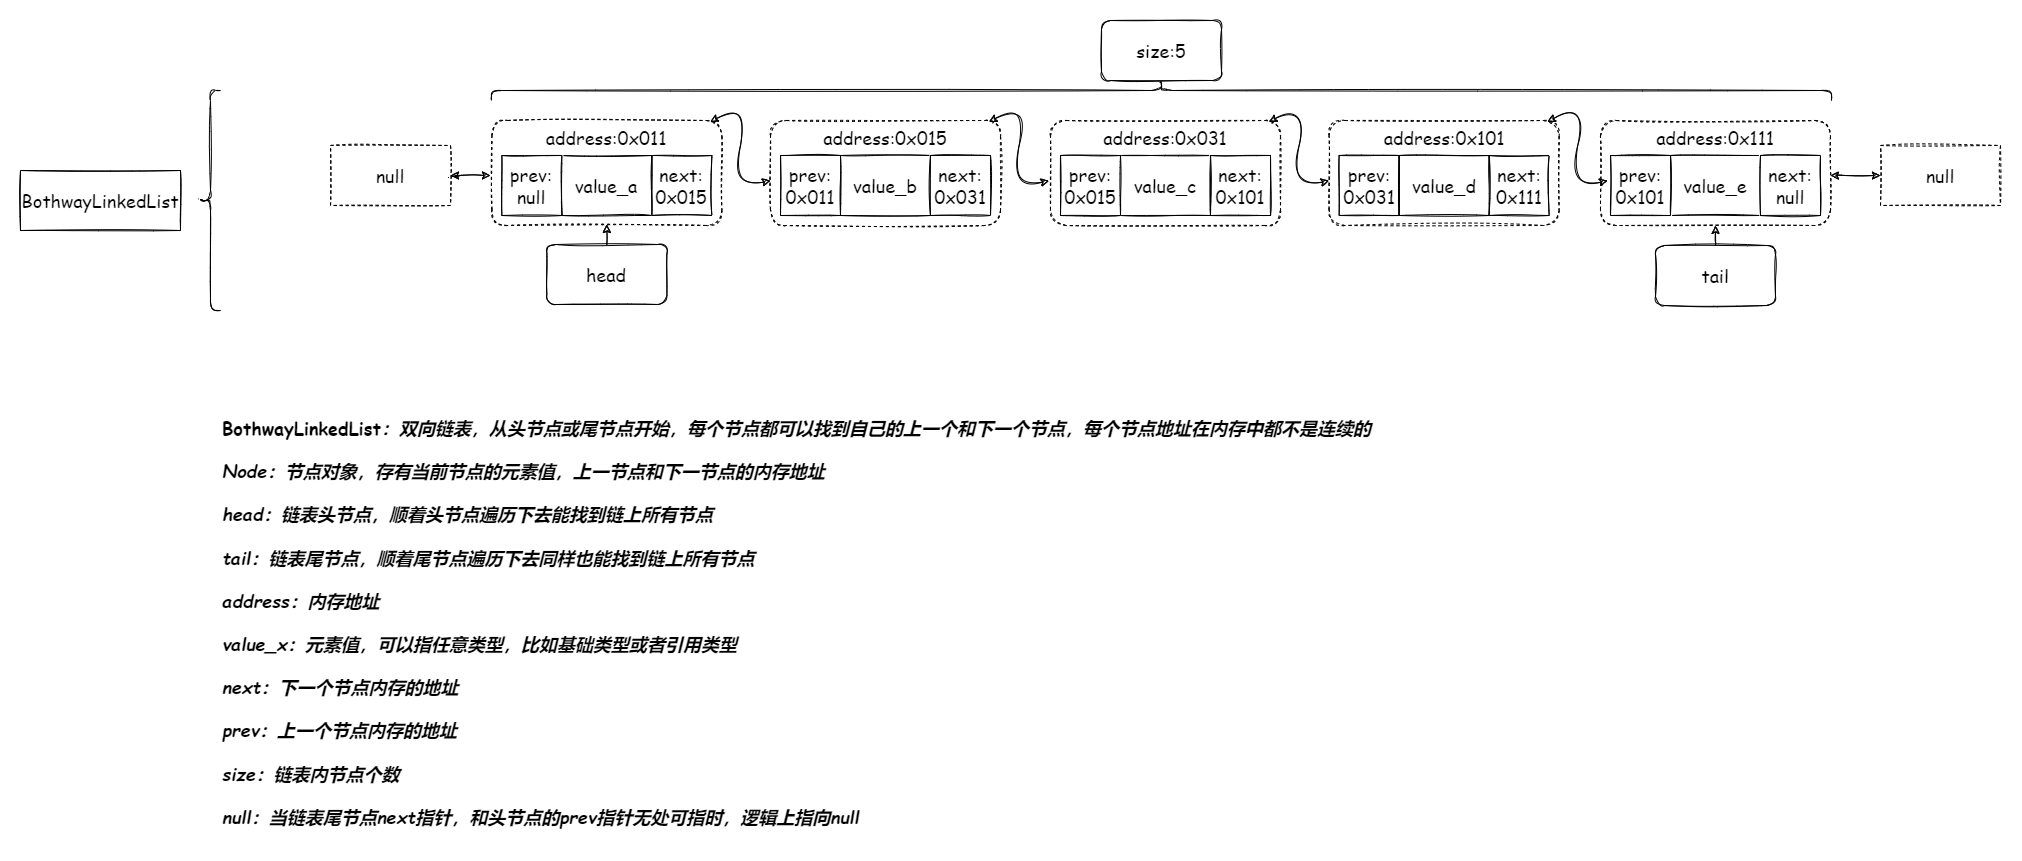 size:5
BothwayLinkedList
null
address:0x011
prev:
null
value_a
next:
0x015
address:0x015
prev:
0x011
value_b
next:
0x031
address:0x031
prev:
0x015
value_c
next:
0x101
address:0x101
prev:
0x031
value_d
next:
0x111
address:0x111
prev:
0x101
value_e
next:
null
null
head
tail
BothwayLinkedList：双向链表，从头节点或尾节点开始，每个节点都可以找到自己的上一个和下一个节点，每个节点地址在内存中都不是连续的
Node：节点对象，存有当前节点的元素值，上一节点和下一节点的内存地址
head：链表头节点，顺着头节点遍历下去能找到链上所有节点
tail：链表尾节点，顺着尾节点遍历下去同样也能找到链上所有节点
address：内存地址
value_x：元素值，可以指任意类型，比如基础类型或者引用类型
next：下一个节点内存的地址
prev：上一个节点内存的地址
size：链表内节点个数
null：当链表尾节点next指针，和头节点的prev指针无处可指时，逻辑上指向null